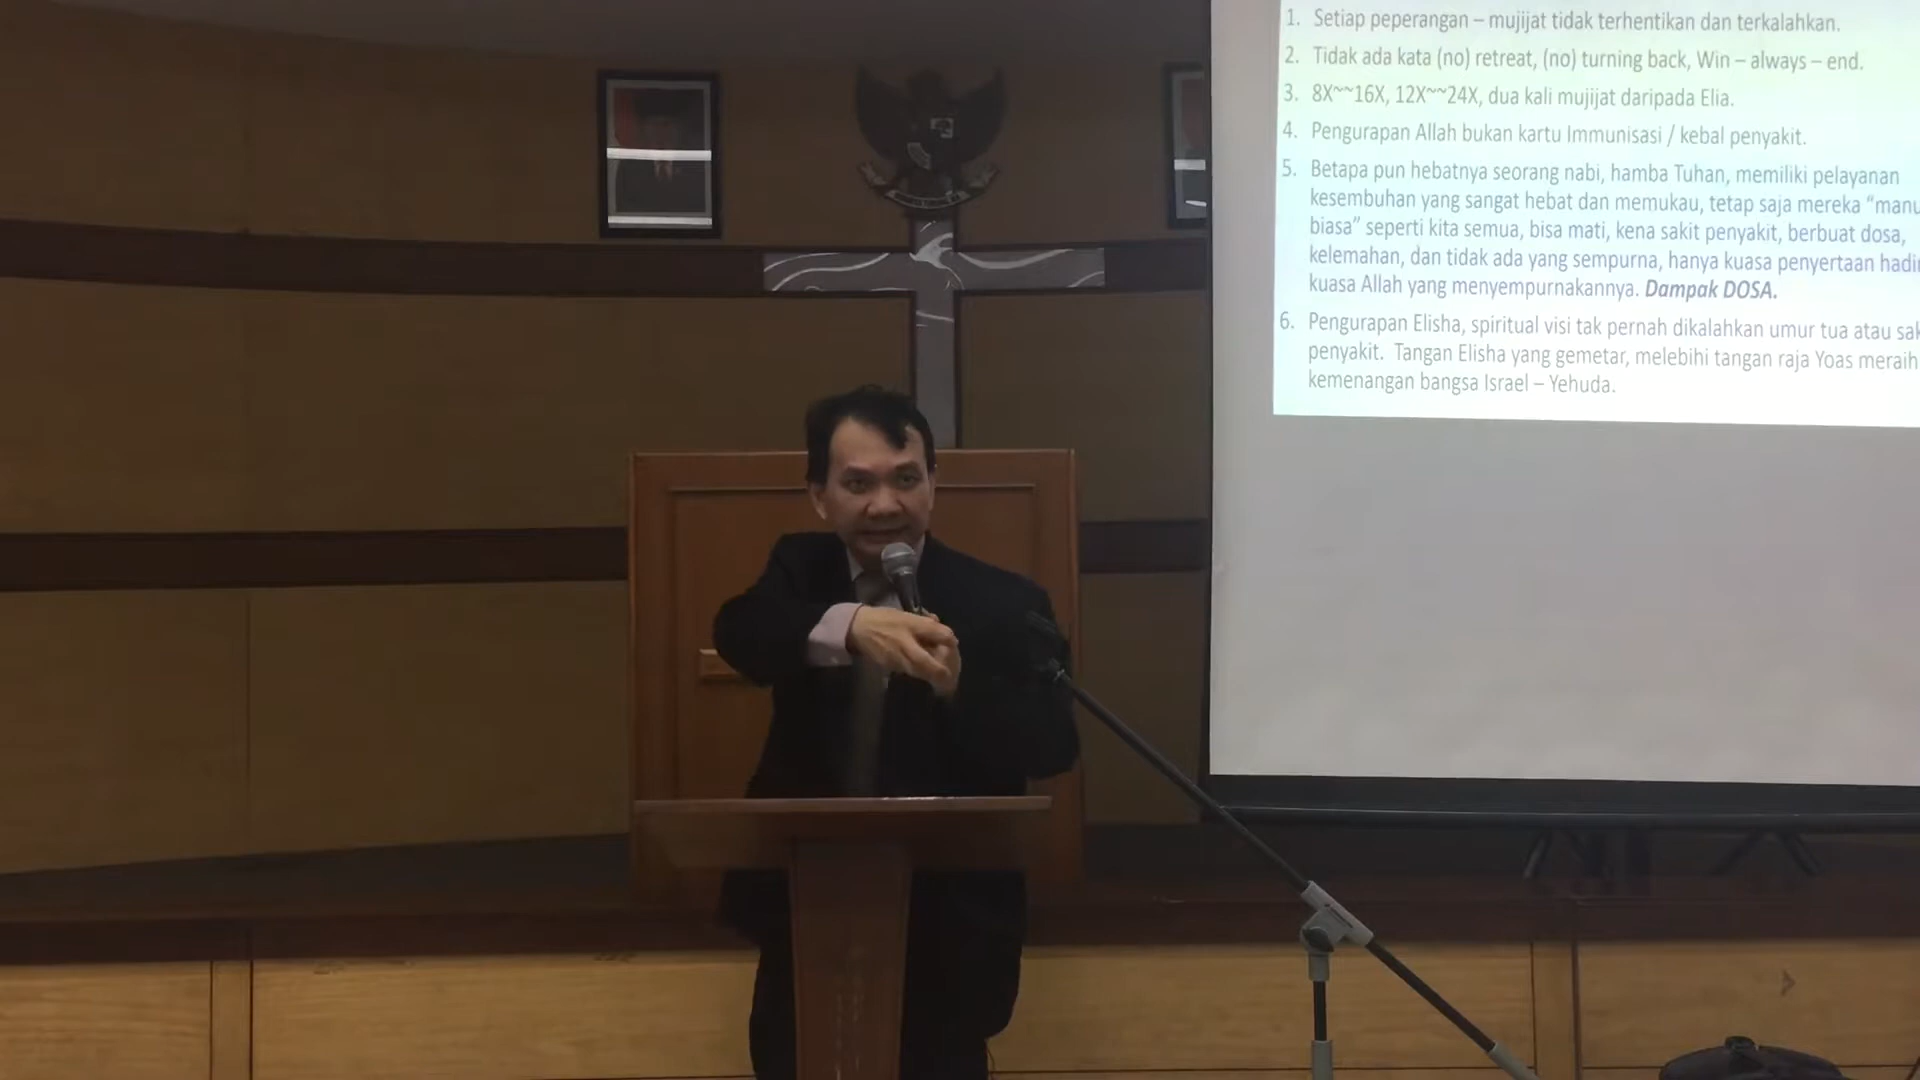 1. Setiap peperangan – mujijat tidak terhentikan dan terkalahkan.
2. Tidak ada kata (no) retreat, (no) turning back, Win – always – end.
3. 8X~~16X, 12X~~24X, dua kali mujijat daripada Elia.
4. Pengurapan Allah bukan kartu Immunisasi / kebal penyakit.
5. Betapa pun hebatnya seorang nabi, hamba Tuhan, memiliki pelayanan
kesembuhan yang sangat hebat dan memukau, tetap saja mereka “manu
biasa” seperti kita semua, bisa mati, kena sakit penyakit, berbuat dosa,
kelemahan, dan tidak ada yang sempurna, hanya kuasa penyertaan hadir
kuasa Allah yang menyempurnakannya. Dampak DOSA.
6. Pengurapan Elisha, spiritual visi tak pernah dikalahkan umur tua atau sak
penyakit. Tangan Elisha yang gemetar, melebihi tangan raja Yoas meraih
kemenangan bangsa Israel – Yehuda.